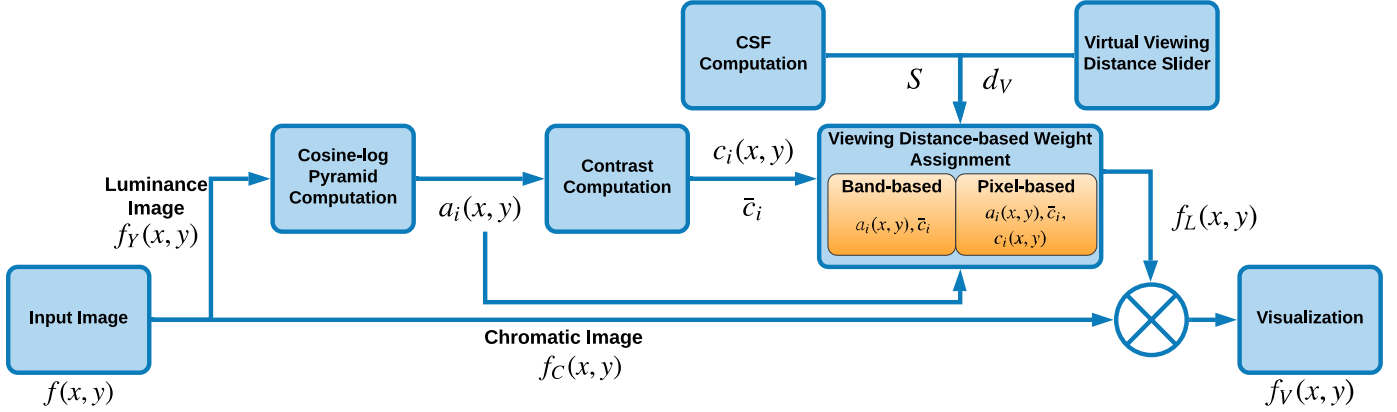 CSF
Computation
Virtual Viewing
Distance Slider
S
d_V
Viewing Distance-based Weight
Assignment
Band-based
a_i(x, y), c̄_i
Pixel-based
a_i(x, y), c̄_i,
c_i(x, y)
Cosine-log
Pyramid
Computation
Contrast
Computation
c_i(x, y)
c̄_i
a_i(x, y)
Luminance
Image
f_Y(x, y)
f_L(x, y)
Input Image
f(x, y)
Chromatic Image
f_C(x, y)
Visualization
f_V(x, y)